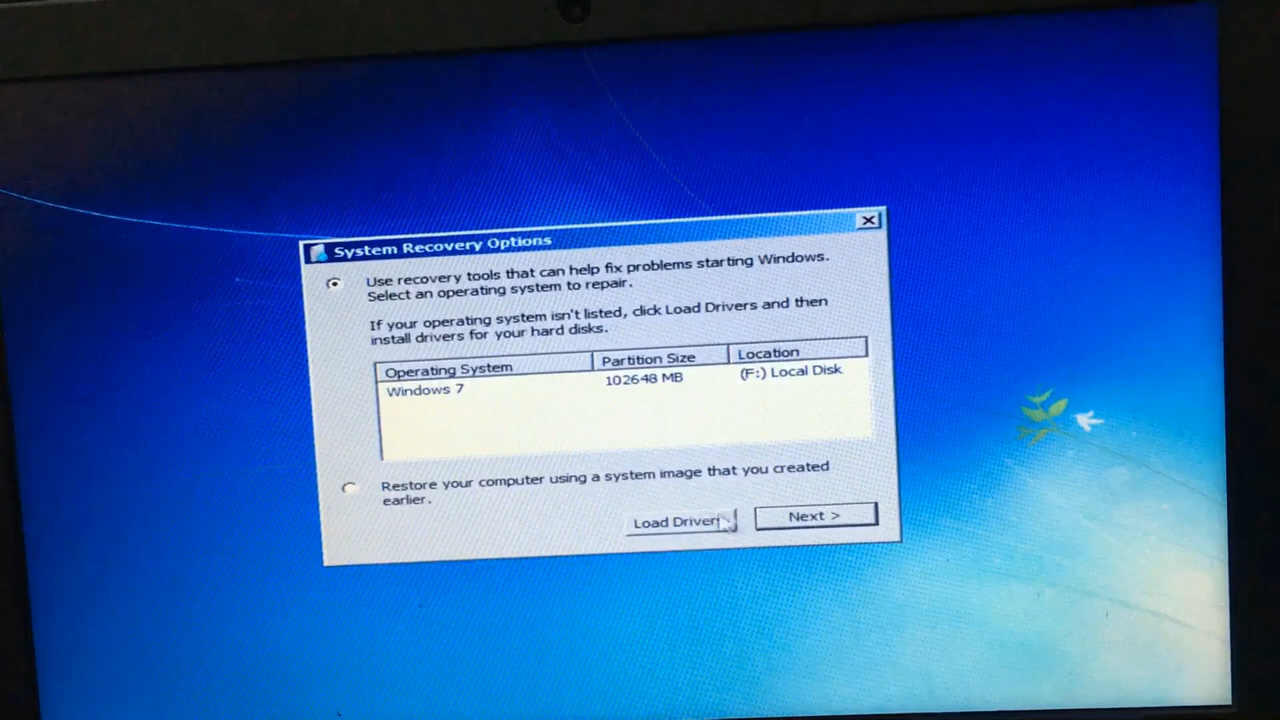 System Recovery Options
Use recovery tools that can help fix problems starting Windows.
Select an operating system to repair.
If your operating system isn't listed, click Load Drivers and then
install drivers for your hard disks.
Operating System Partition Size Location
Windows 7 102648 MB (F:) Local Disk
Restore your computer using a system image that you created
earlier.
Load Drivers Next >